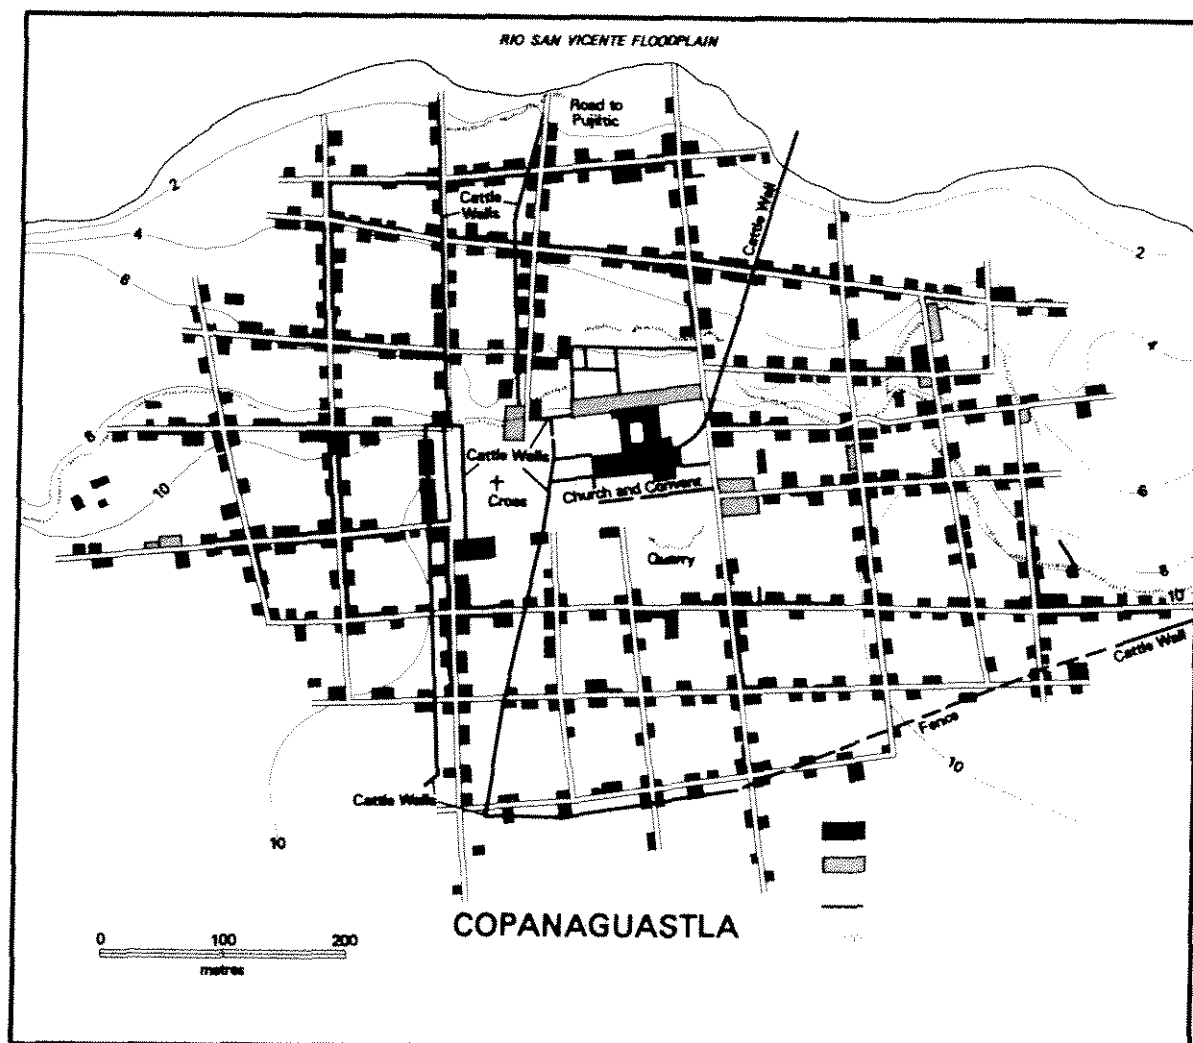 RIO SAN VICENTE FLOODPLAIN
Road to
Pujiltic
2
Cattle
Walls
Cattle Wall
4
2
6
4
8
Cattle Walls
10
Cross
Church and Convent
6
Quarry
8
10
Cattle Wall
Fence
10
Cattle Walls
10
COPANAGUASTLA
0 100 200
metres